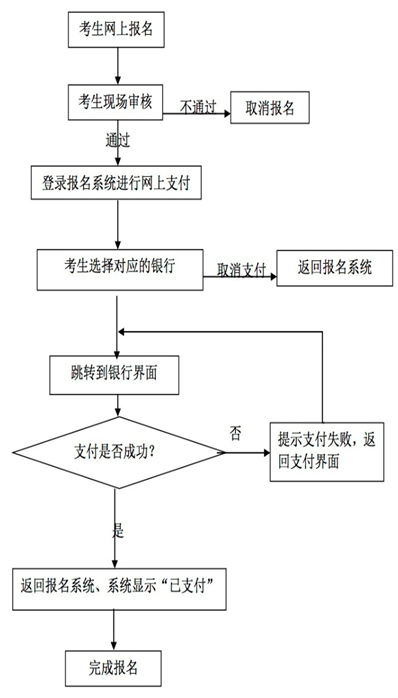 考生网上报名
考生现场审核
不通过
取消报名
通过
登录报名系统进行网上支付
考生选择对应的银行
取消支付
返回报名系统
跳转到银行界面
支付是否成功？
否
提示支付失败，返
回支付界面
是
返回报名系统、系统显示“已支付”
完成报名